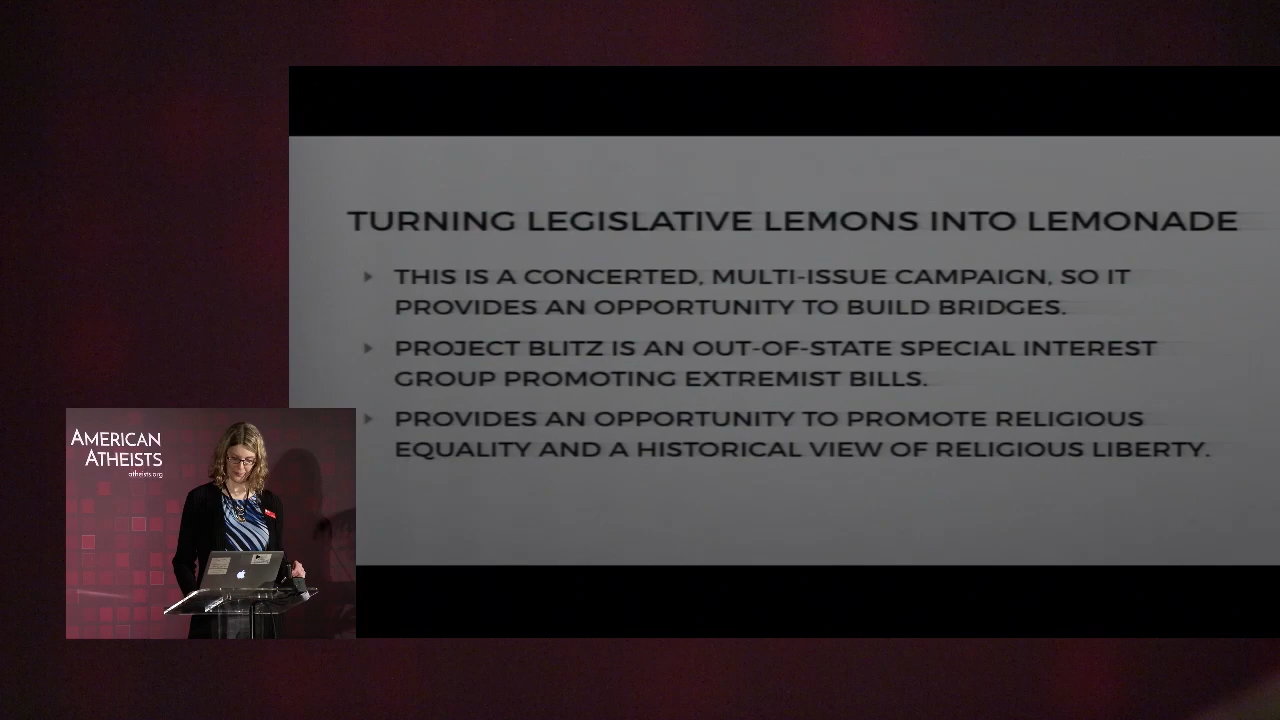 TURNING LEGISLATIVE LEMONS INTO LEMONADE
THIS IS A CONCERTED, MULTI-ISSUE CAMPAIGN, SO IT
PROVIDES AN OPPORTUNITY TO BUILD BRIDGES.
PROJECT BLITZ IS AN OUT-OF-STATE SPECIAL INTEREST
GROUP PROMOTING EXTREMIST BILLS.
PROVIDES AN OPPORTUNITY TO PROMOTE RELIGIOUS
EQUALITY AND A HISTORICAL VIEW OF RELIGIOUS LIBERTY.
AMERICAN
ATHEISTS
atheists.org